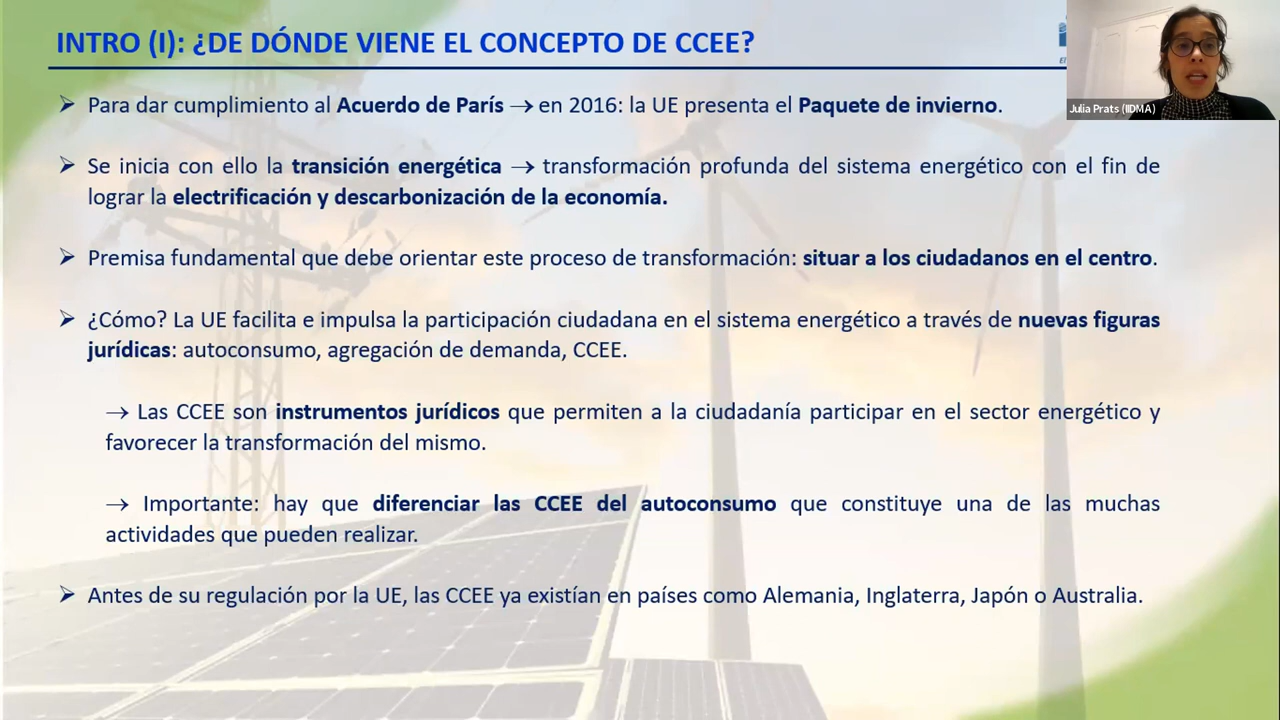 INTRO (I): ¿DE DÓNDE VIENE EL CONCEPTO DE CCEE?
Julia Prats (IIDMA)
➢ Para dar cumplimiento al Acuerdo de París → en 2016: la UE presenta el Paquete de invierno.
➢ Se inicia con ello la transición energética → transformación profunda del sistema energético con el fin de
lograr la electrificación y descarbonización de la economía.
➢ Premisa fundamental que debe orientar este proceso de transformación: situar a los ciudadanos en el centro.
➢ ¿Cómo? La UE facilita e impulsa la participación ciudadana en el sistema energético a través de nuevas figuras
jurídicas: autoconsumo, agregación de demanda, CCEE.
→ Las CCEE son instrumentos jurídicos que permiten a la ciudadanía participar en el sector energético y
favorecer la transformación del mismo.
→ Importante: hay que diferenciar las CCEE del autoconsumo que constituye una de las muchas
actividades que pueden realizar.
➢ Antes de su regulación por la UE, las CCEE ya existían en países como Alemania, Inglaterra, Japón o Australia.